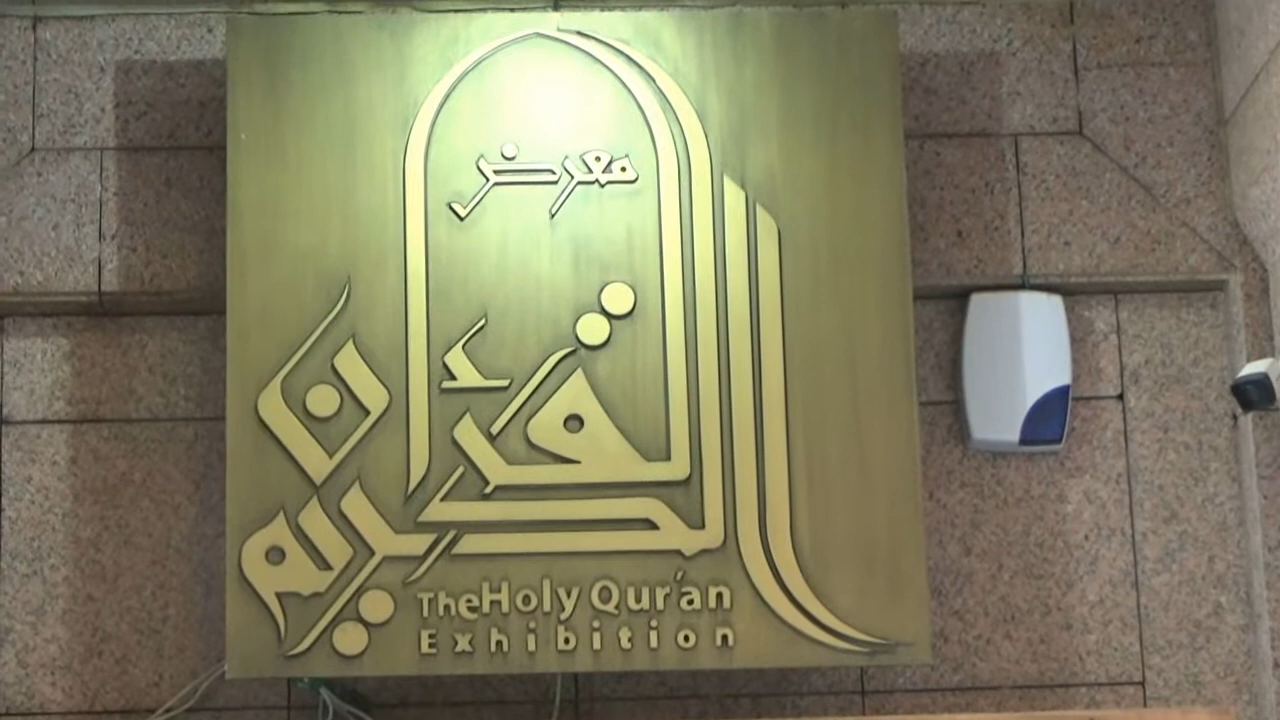 معرض
القرآن
الكريم
The Holy Qur'an
Exhibition